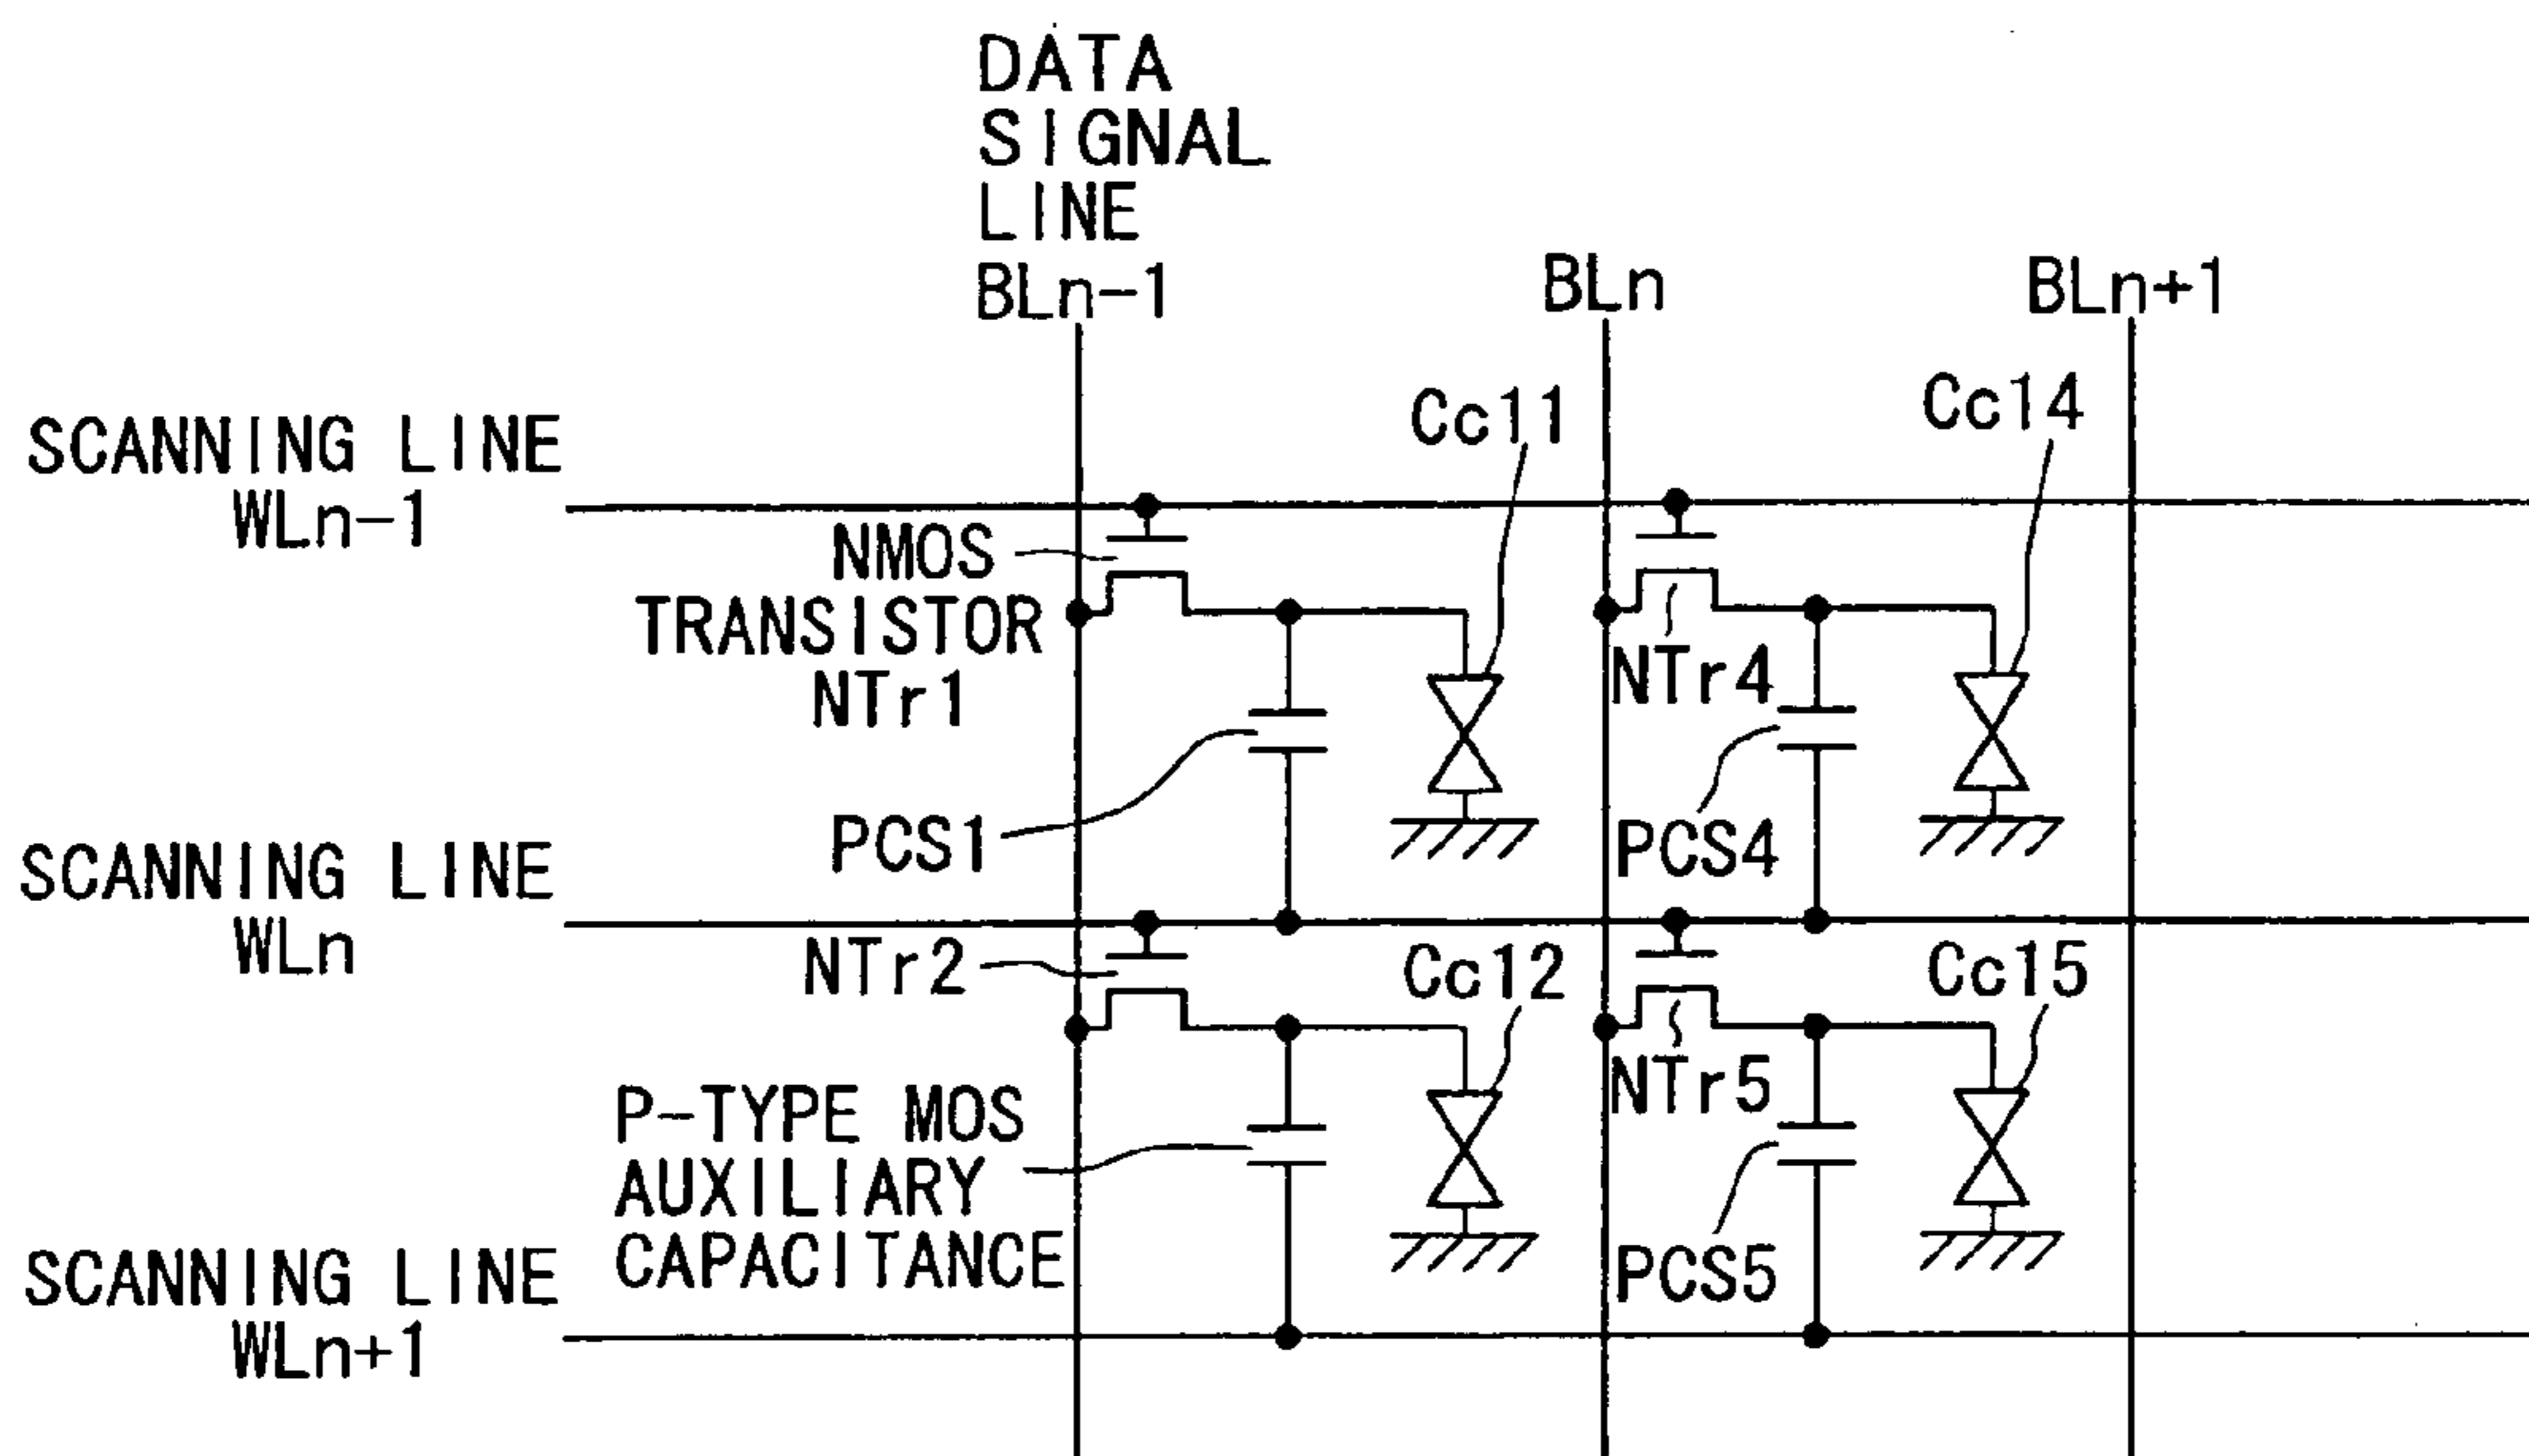 DATA
SIGNAL
LINE
BLn-1
BLn
BLn+1
Cc11
Cc14
SCANNING LINE
WLn-1
NMOS
TRANSISTOR
NTr1
NTr4
PCS1
PCS4
SCANNING LINE
WLn
NTr2
Cc12
Cc15
NTr5
P-TYPE MOS
AUXILIARY
CAPACITANCE
PCS5
SCANNING LINE
WLn+1